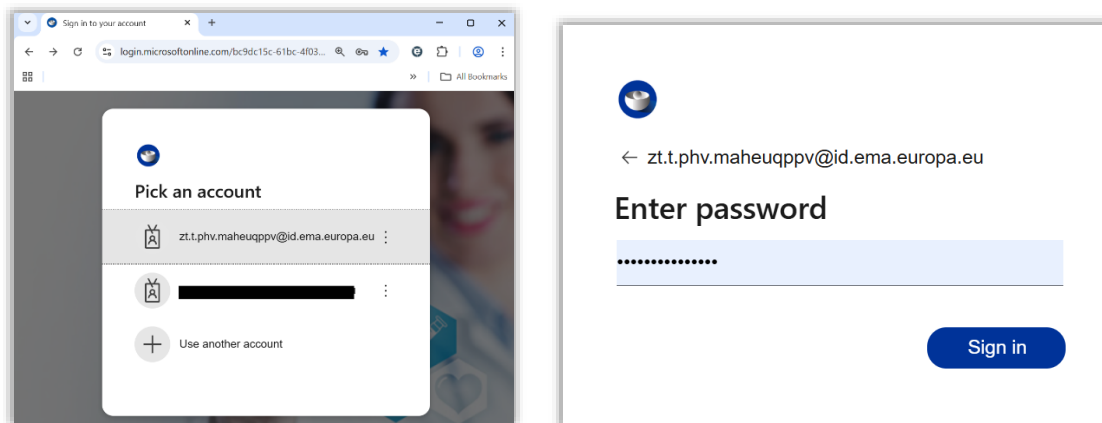 Sign in to your account
login.microsoftonline.com/bc9dc15c-61bc-4f03...
All Bookmarks
Pick an account
zt.t.phv.maheuqppv@id.ema.europa.eu
Use another account
zt.t.phv.maheuqppv@id.ema.europa.eu
Enter password
Sign in